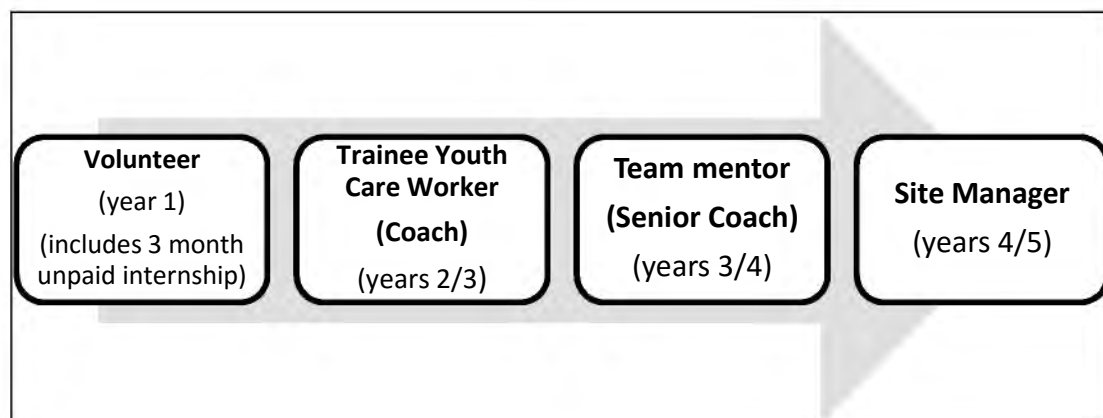 Volunteer
(year 1)
(includes 3 month
unpaid internship)
Trainee Youth
Care Worker
(Coach)
(years 2/3)
Team mentor
(Senior Coach)
(years 3/4)
Site Manager
(years 4/5)